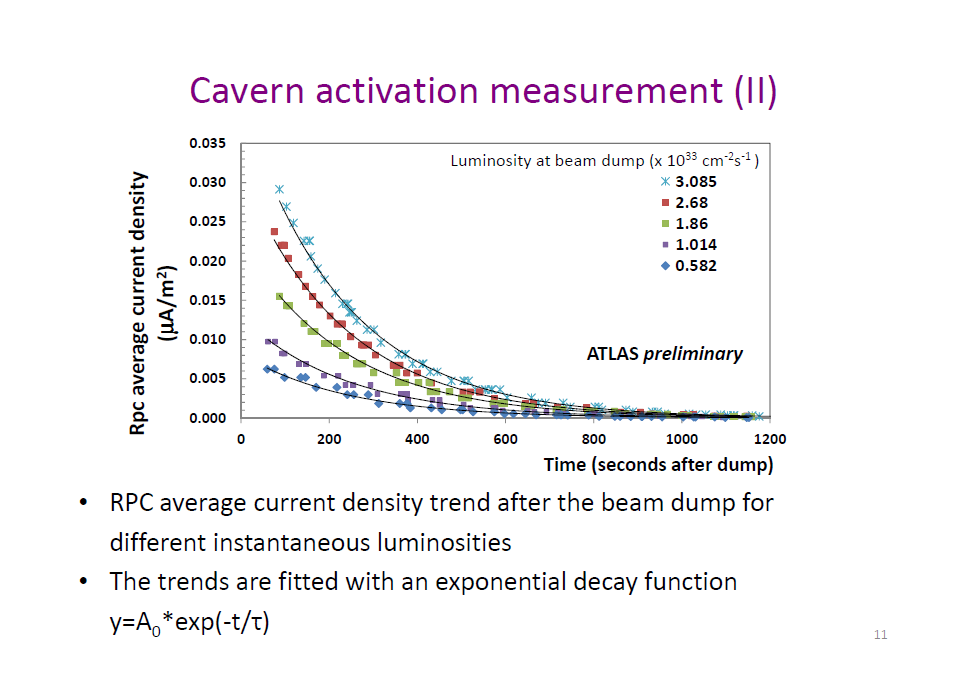 Cavern activation measurement (II)
Rpc average current density
(µA/m²)
0.035
0.030
0.025
0.020
0.015
0.010
0.005
0.000
Luminosity at beam dump (x 10³³ cm⁻²s⁻¹ )
3.085
2.68
1.86
1.014
0.582
ATLAS preliminary
0 200 400 600 800 1000 1200
Time (seconds after dump)
• RPC average current density trend after the beam dump for
different instantaneous luminosities
• The trends are fitted with an exponential decay function
y=A₀*exp(-t/τ)
11